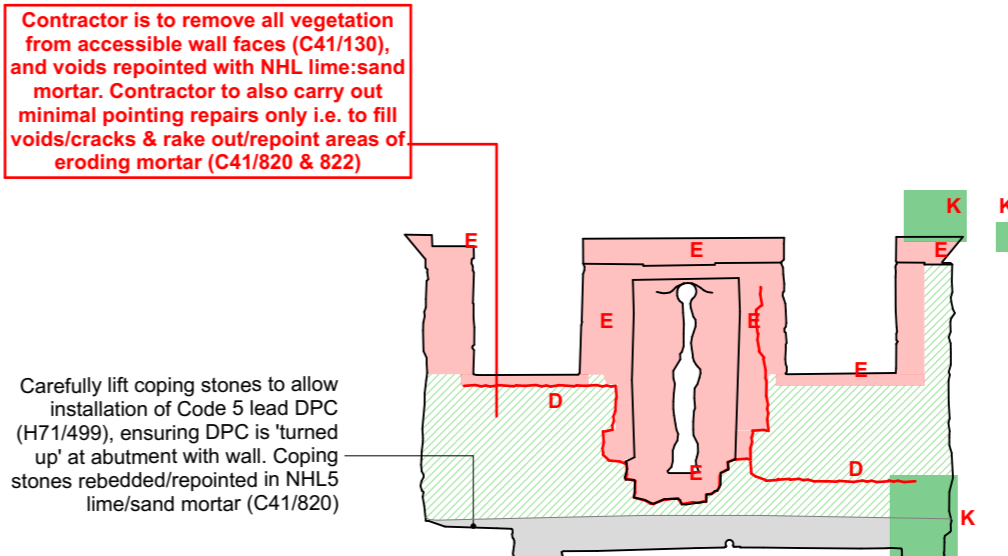 Contractor is to remove all vegetation
from accessible wall faces (C41/130),
and voids repointed with NHL lime:sand
mortar. Contractor to also carry out
minimal pointing repairs only i.e. to fill
voids/cracks & rake out/repoint areas of
eroding mortar (C41/820 & 822)
K
K
E
E
E
E
E
E
D
Carefully lift coping stones to allow
installation of Code 5 lead DPC
(H71/499), ensuring DPC is 'turned
up' at abutment with wall. Coping
stones rebedded/repointed in NHL5
lime/sand mortar (C41/820)
E
D
K